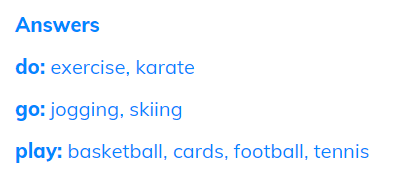 Answers
do: exercise, karate
go: jogging, skiing
play: basketball, cards, football, tennis